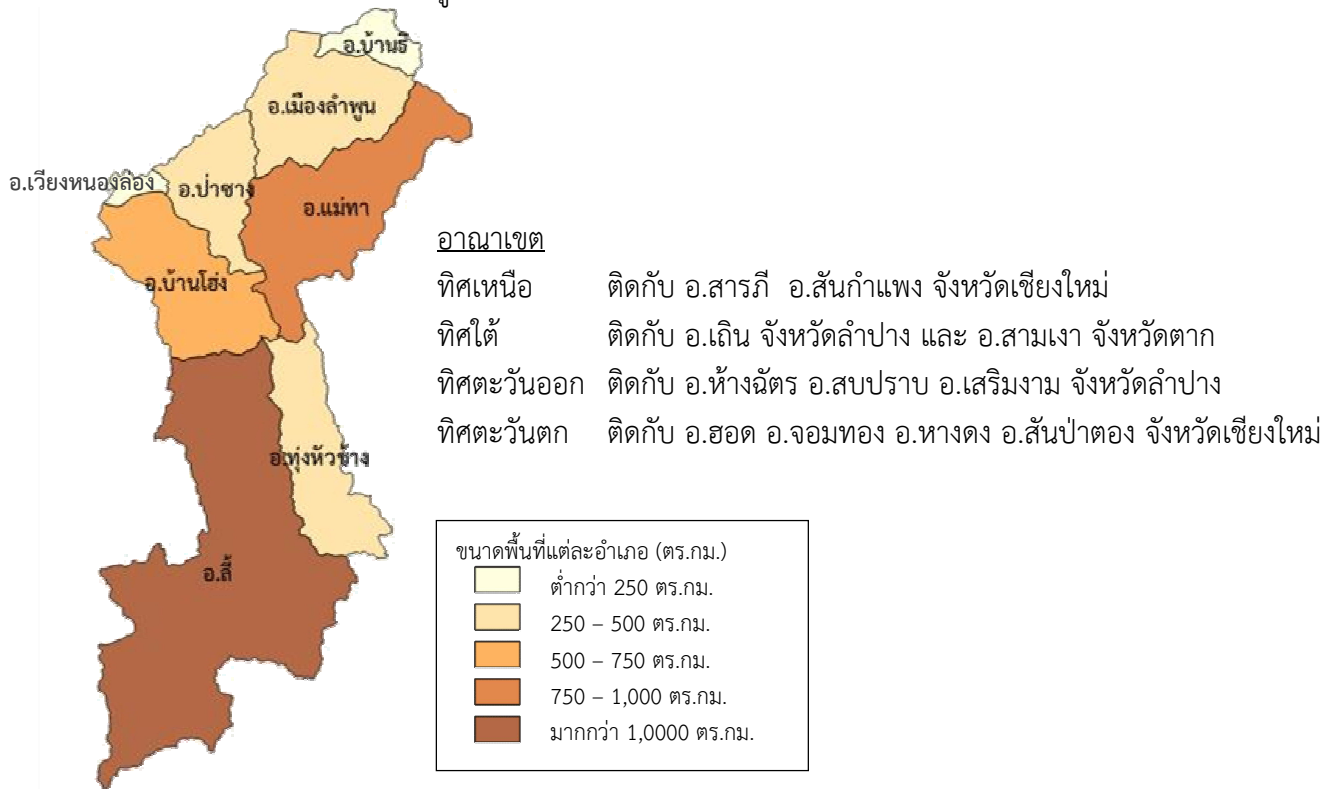 อ.บ้านธิ
อ.เมืองลำพูน
อ.เวียงหนองล่อง
อ.ป่าซาง
อ.แม่ทา
อ.บ้านโฮ่ง
อ.ทุ่งหัวช้าง
อ.ลี้
อาณาเขต
ทิศเหนือ ติดกับ อ.สารภี อ.สันกำแพง จังหวัดเชียงใหม่
ทิศใต้ ติดกับ อ.เถิน จังหวัดลำปาง และ อ.สามเงา จังหวัดตาก
ทิศตะวันออก ติดกับ อ.ห้างฉัตร อ.สบปราบ อ.เสริมงาม จังหวัดลำปาง
ทิศตะวันตก ติดกับ อ.ฮอด อ.จอมทอง อ.หางดง อ.สันป่าตอง จังหวัดเชียงใหม่
ขนาดพื้นที่แต่ละอำเภอ (ตร.กม.)
ต่ำกว่า 250 ตร.กม.
250 – 500 ตร.กม.
500 – 750 ตร.กม.
750 – 1,000 ตร.กม.
มากกว่า 1,0000 ตร.กม.